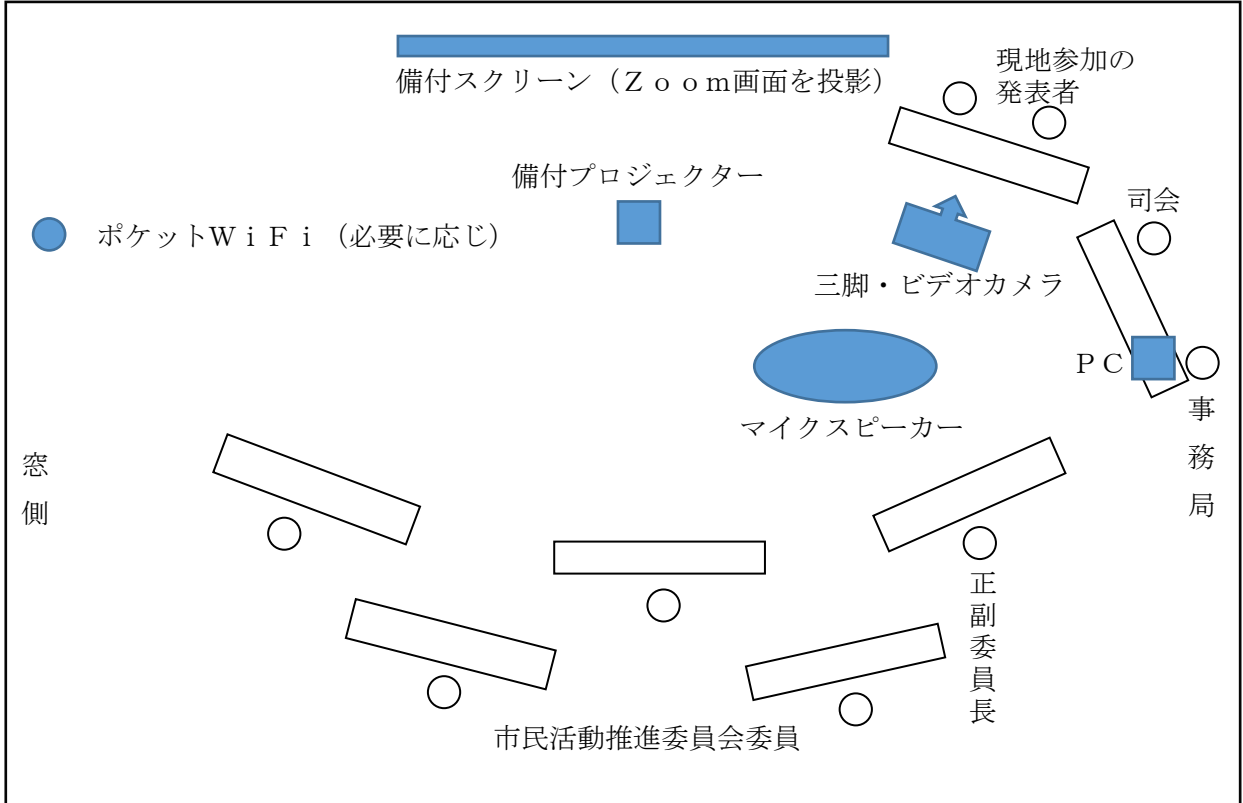 備付スクリーン（Ｚｏｏｍ画面を投影）
現地参加の
発表者
備付プロジェクター
司会
ポケットＷｉＦｉ（必要に応じ）
三脚・ビデオカメラ
ＰＣ
マイクスピーカー
事務局
窓側
正副委員長
市民活動推進委員会委員